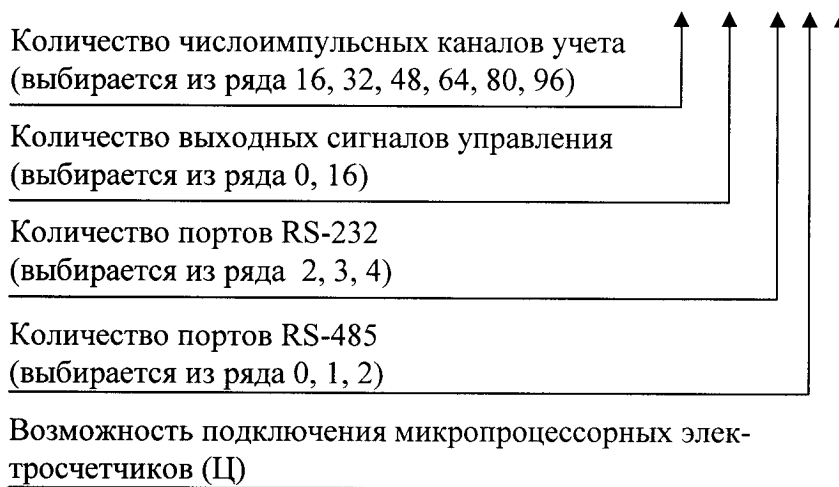 Количество числоимпульсных каналов учета
(выбирается из ряда 16, 32, 48, 64, 80, 96)
Количество выходных сигналов управления
(выбирается из ряда 0, 16)
Количество портов RS-232
(выбирается из ряда 2, 3, 4)
Количество портов RS-485
(выбирается из ряда 0, 1, 2)
Возможность подключения микропроцессорных элек-
тросчетчиков (Ц)